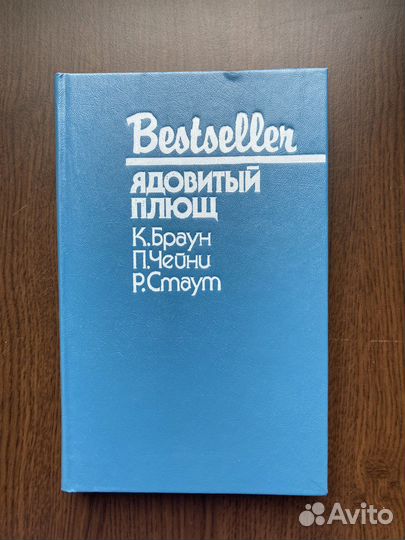 Bestseller
ЯДОВИТЫЙ
ПЛЮЩ
К.Браун
П.Чейни
Р.Стаут
Avito